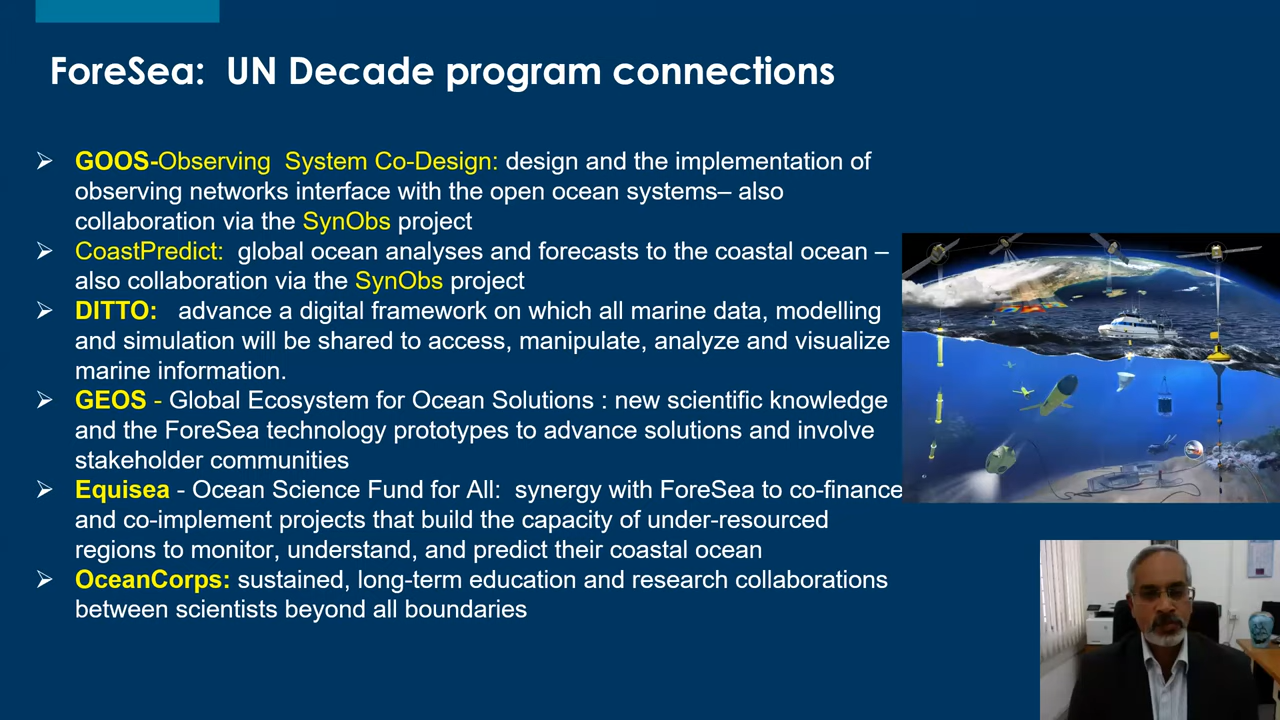 ForeSea: UN Decade program connections
GOOS-Observing System Co-Design: design and the implementation of
observing networks interface with the open ocean systems– also
collaboration via the SynObs project
CoastPredict: global ocean analyses and forecasts to the coastal ocean –
also collaboration via the SynObs project
DITTO: advance a digital framework on which all marine data, modelling
and simulation will be shared to access, manipulate, analyze and visualize
marine information.
GEOS - Global Ecosystem for Ocean Solutions : new scientific knowledge
and the ForeSea technology prototypes to advance solutions and involve
stakeholder communities
Equisea - Ocean Science Fund for All: synergy with ForeSea to co-finance
and co-implement projects that build the capacity of under-resourced
regions to monitor, understand, and predict their coastal ocean
OceanCorps: sustained, long-term education and research collaborations
between scientists beyond all boundaries